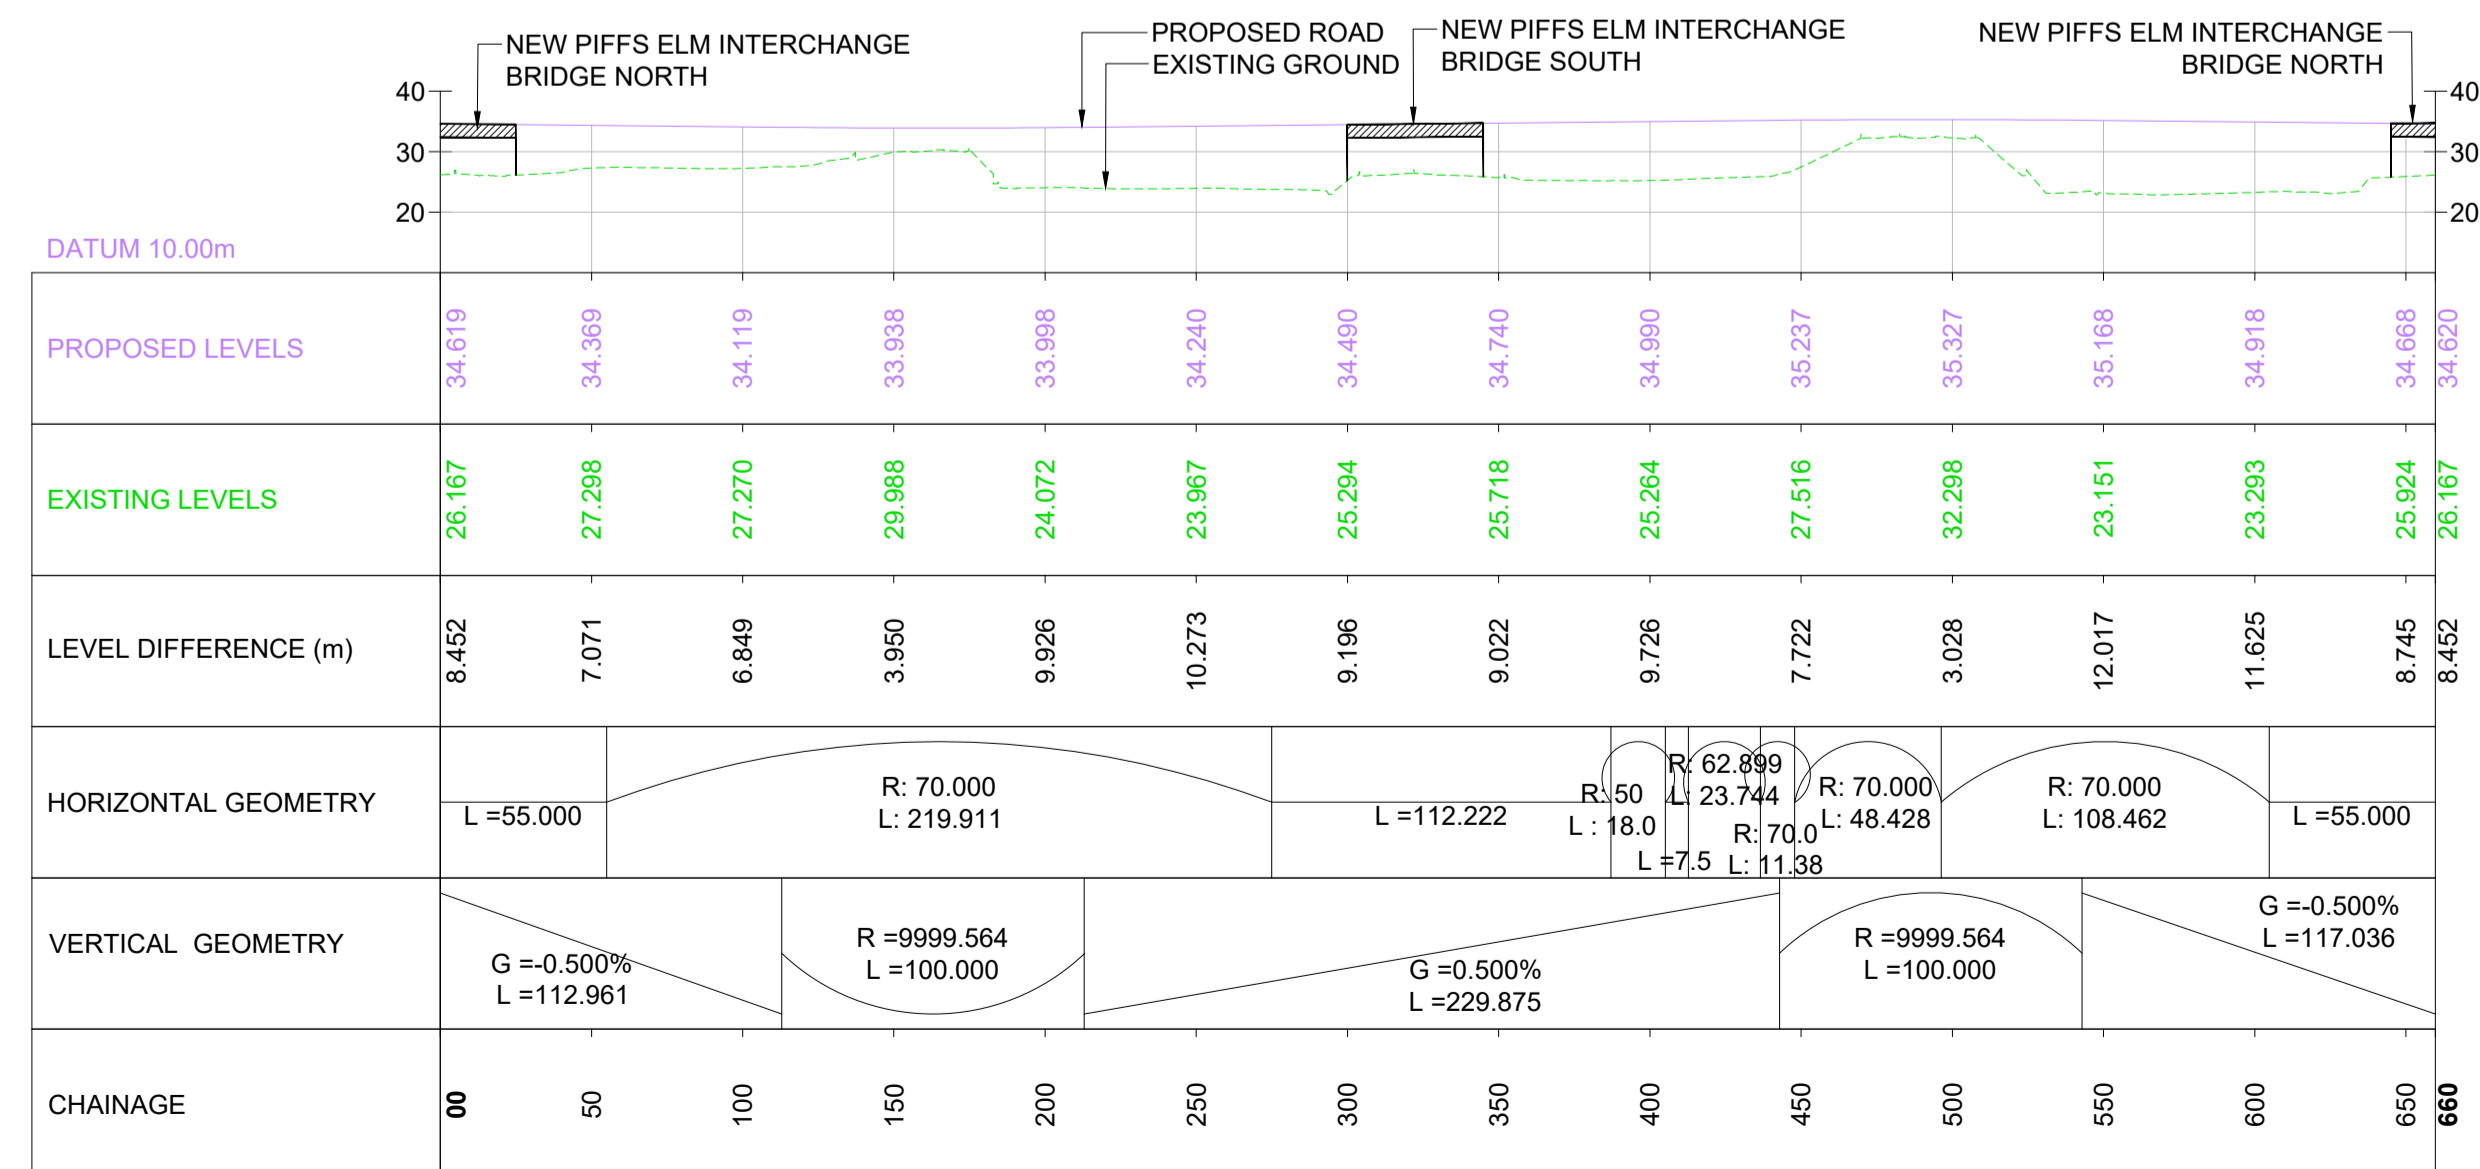 NEW PIFFS ELM INTERCHANGE
BRIDGE NORTH
PROPOSED ROAD
EXISTING GROUND
NEW PIFFS ELM INTERCHANGE
BRIDGE SOUTH
NEW PIFFS ELM INTERCHANGE
BRIDGE NORTH
40
30
20
40
30
20
DATUM 10.00m
PROPOSED LEVELS
34.619 34.369 34.119 33.938 33.998 34.240 34.490 34.740 34.990 35.237 35.327 35.168 34.918 34.668 34.620
EXISTING LEVELS
26.167 27.298 27.270 29.988 24.072 23.967 25.294 25.718 25.264 27.516 32.298 23.151 23.293 25.924 26.167
LEVEL DIFFERENCE (m)
8.452 7.071 6.849 3.950 9.926 10.273 9.196 9.022 9.726 7.722 3.028 12.017 11.625 8.745 8.452
HORIZONTAL GEOMETRY
L =55.000
R: 70.000
L: 219.911
L =112.222
R: 50
L : 18.0
L =7.5
R: 62.899
L: 23.744
R: 70.0
L: 11.38
R: 70.000
L: 48.428
R: 70.000
L: 108.462
L =55.000
VERTICAL GEOMETRY
G =-0.500%
L =112.961
R =9999.564
L =100.000
G =0.500%
L =229.875
R =9999.564
L =100.000
G =-0.500%
L =117.036
CHAINAGE
00 50 100 150 200 250 300 350 400 450 500 550 600 650 660